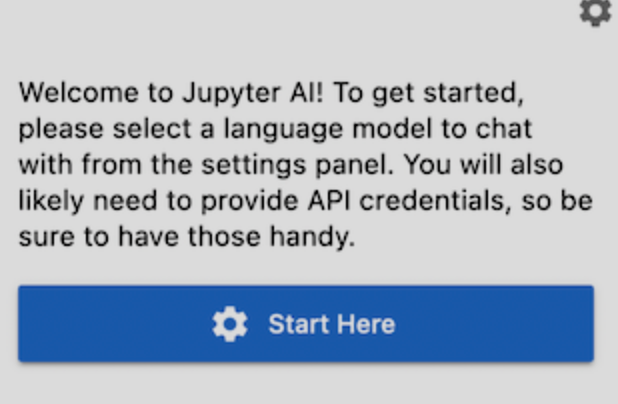 Welcome to Jupyter AI! To get started,
please select a language model to chat
with from the settings panel. You will also
likely need to provide API credentials, so be
sure to have those handy.
Start Here